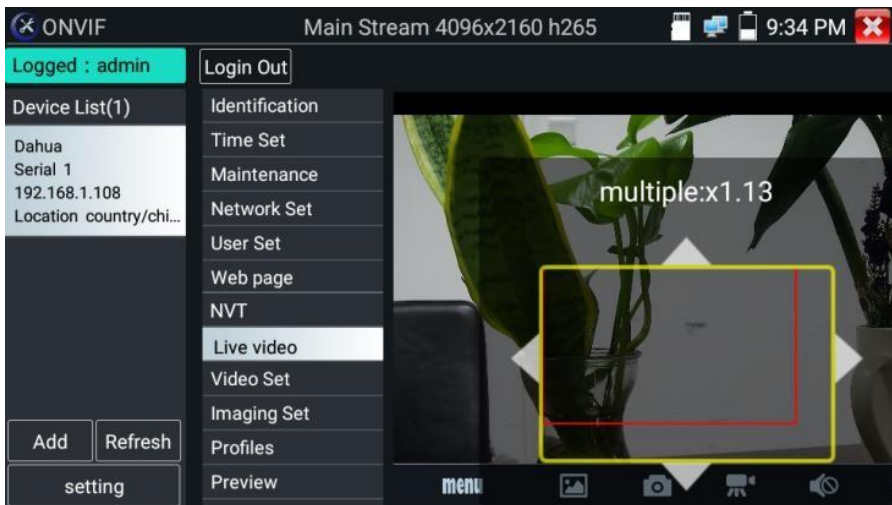 ONVIF
Main Stream 4096x2160 h265
9:34 PM
Logged : admin
Login Out
Device List(1)
Dahua
Serial 1
192.168.1.108
Location country/chi...
Add
Refresh
setting
Identification
Time Set
Maintenance
Network Set
User Set
Web page
NVT
Live video
Video Set
Imaging Set
Profiles
Preview
multiple:x1.13
menu